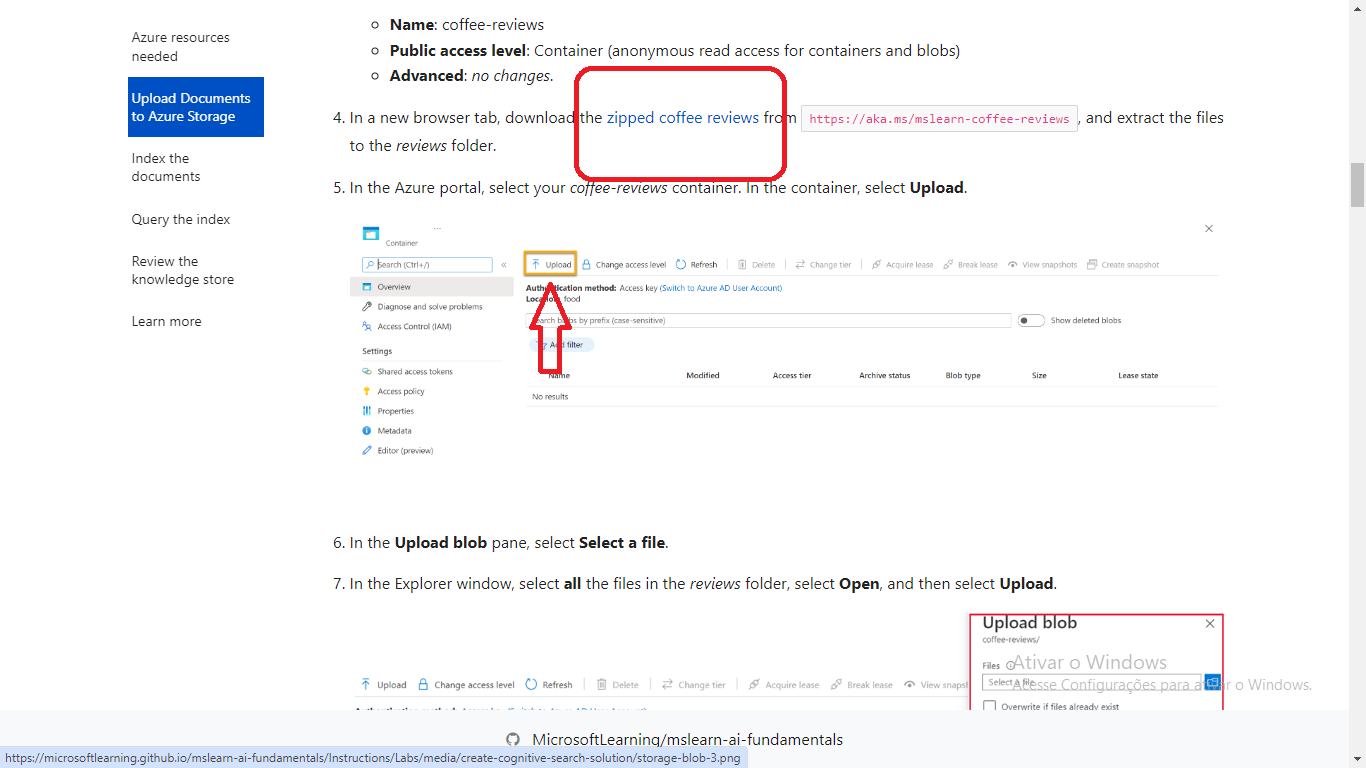 Azure resources
needed
Upload Documents
to Azure Storage
Index the
documents
Query the index
Review the
knowledge store
Learn more
Name: coffee-reviews
Public access level: Container (anonymous read access for containers and blobs)
Advanced: no changes.
4. In a new browser tab, download the zipped coffee reviews from https://aka.ms/mslearn-coffee-reviews , and extract the files
to the reviews folder.
5. In the Azure portal, select your coffee-reviews container. In the container, select Upload.
...
Container
Search (Ctrl+/) «
Upload Change access level Refresh Delete Change tier Acquire lease Break lease View snapshots Create snapshot
Overview
Diagnose and solve problems
Access Control (IAM)
Settings
Shared access tokens
Access policy
Properties
Metadata
Editor (preview)
Authentication method: Access key (Switch to Azure AD User Account)
Location: food
Search blobs by prefix (case-sensitive) Show deleted blobs
Add filter
Name Modified Access tier Archive status Blob type Size Lease state
No results
6. In the Upload blob pane, select Select a file.
7. In the Explorer window, select all the files in the reviews folder, select Open, and then select Upload.
Upload Change access level Refresh Delete Change tier Acquire lease Break lease View snaps
Upload blob
coffee-reviews/
Files
Select a file
Overwrite if files already exist
Ativar o Windows
Acesse Configurações para ativar o Windows.
MicrosoftLearning/mslearn-ai-fundamentals
https://microsoftlearning.github.io/mslearn-ai-fundamentals/Instructions/Labs/media/create-cognitive-search-solution/storage-blob-3.png